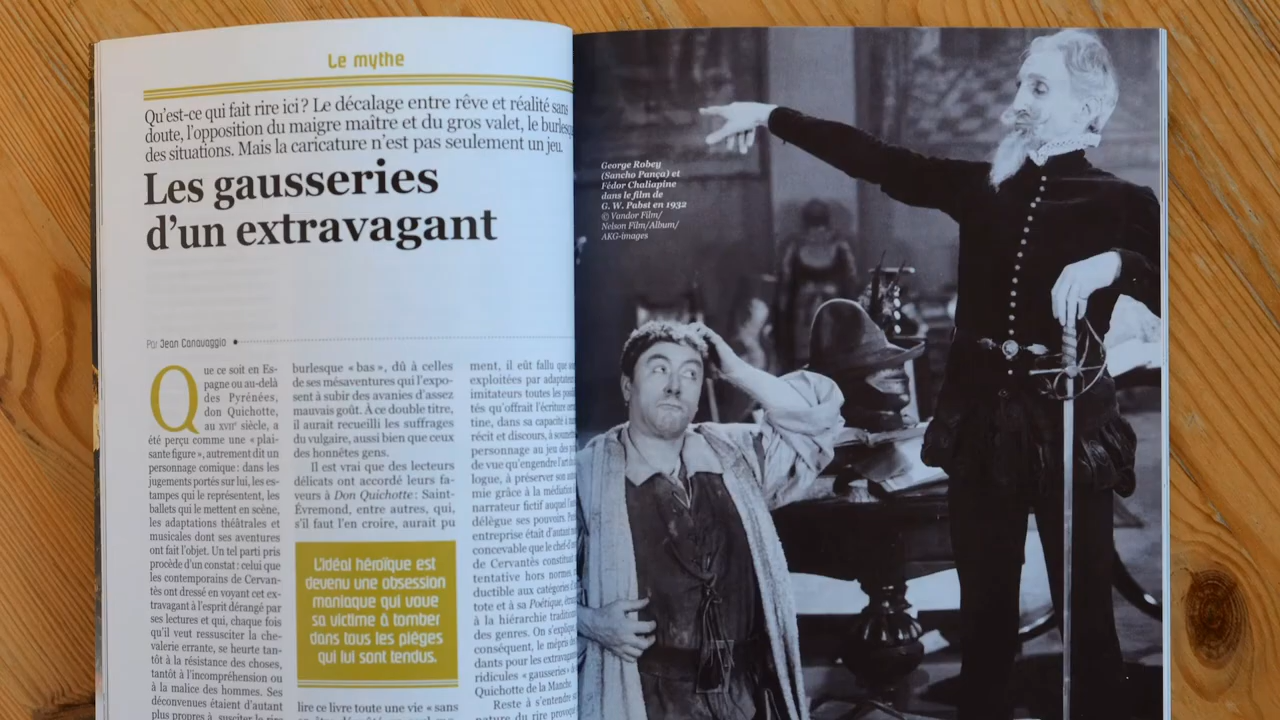 Le mythe
Qu'est-ce qui fait rire ici ? Le décalage entre rêve et réalité sans
doute, l'opposition du maigre maître et du gros valet, le burlesque
des situations. Mais la caricature n'est pas seulement un jeu.
Les gausseries
d'un extravagant
Par Jean Canavaggio
Que ce soit en Es-
pagne ou au-delà
des Pyrénées,
don Quichotte,
au XVIIe siècle, a
été perçu comme une « plai-
sante figure », autrement dit un
personnage comique : dans les
jugements portés sur lui, les es-
tampes qui le représentent, les
ballets qui le mettent en scène,
les adaptations théâtrales et
musicales dont ses aventures
ont fait l'objet. Un tel parti pris
procède d'un constat : celui que
les contemporains de Cervan-
tès ont dressé en voyant cet ex-
travagant à l'esprit dérangé par
ses lectures et qui, chaque fois
qu'il veut ressusciter la che-
valerie errante, se heurte tan-
tôt à la résistance des choses,
tantôt à l'incompréhension ou
à la malice des hommes. Ses
déconvenues étaient d'autant
plus propres à susciter le rire
burlesque « bas », dû à celles
de ses mésaventures qui l'expo-
sent à subir des avanies d'assez
mauvais goût. À ce double titre,
il aurait recueilli les suffrages
du vulgaire, aussi bien que ceux
des honnêtes gens.
Il est vrai que des lecteurs
délicats ont accordé leurs fa-
veurs à Don Quichotte : Saint-
Évremond, entre autres, qui,
s'il faut l'en croire, aurait pu
L'idéal héroïque est
devenu une obsession
maniaque qui voue
sa victime à tomber
dans tous les pièges
qui lui sont tendus.
lire ce livre toute une vie « sans
ment, il eût fallu que
exploitées par
imitateurs toutes les
tés qu'offrait l'écriture
tine, dans sa capacité à
récit et discours, à
personnage au jeu des
de vue qu'engendre l'art du
logue, à préserver son
mie grâce à la médiation
narrateur fictif auquel
délègue ses pouvoirs.
entreprise était d'autant
concevable que le
de Cervantès constituait
tentative hors normes,
ductible aux catégories
tote et à sa Poétique,
à la hiérarchie
des genres. On s'explique
conséquent, le mépris
dants pour les
ridicules « gausseries »
Quichotte de la Manche
Reste à s'entendre
nature du rire
George Robey
(Sancho Pança) et
Fédor Chaliapine
dans le film de
G. W. Pabst en 1932
© Vandor Film/
Nelson Film/Album/
AKG-images